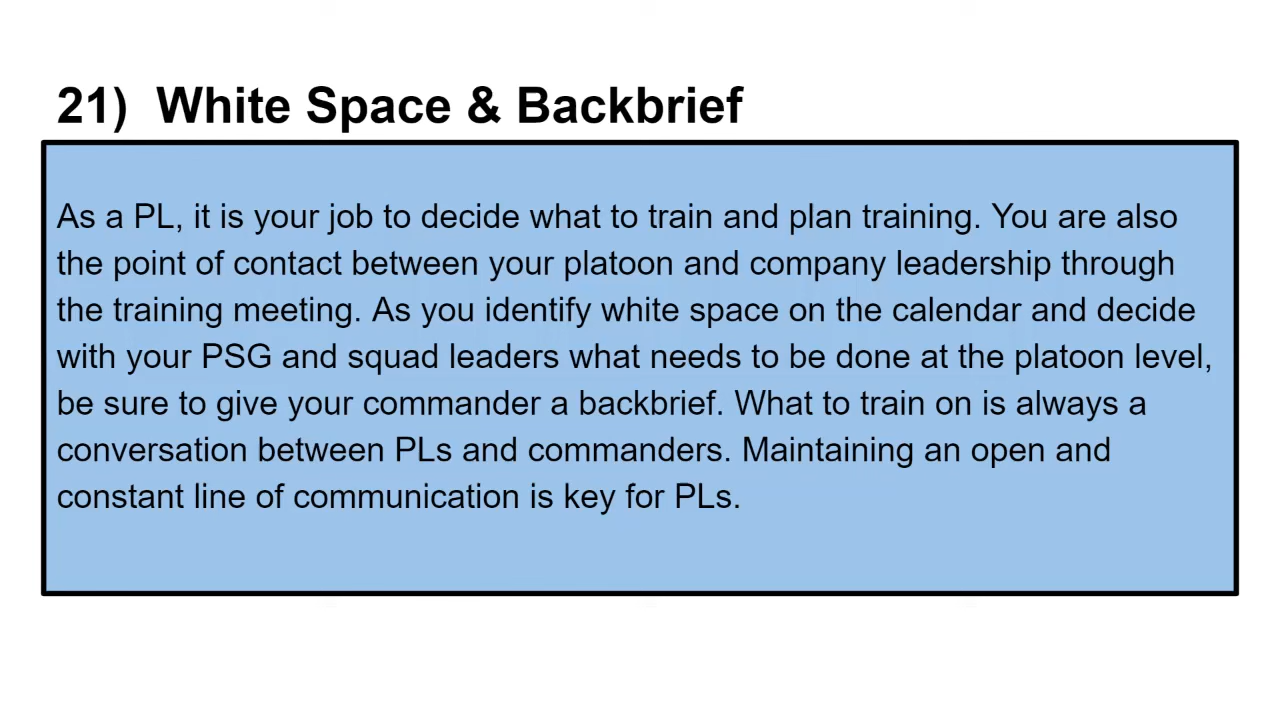 21) White Space & Backbrief
As a PL, it is your job to decide what to train and plan training. You are also
the point of contact between your platoon and company leadership through
the training meeting. As you identify white space on the calendar and decide
with your PSG and squad leaders what needs to be done at the platoon level,
be sure to give your commander a backbrief. What to train on is always a
conversation between PLs and commanders. Maintaining an open and
constant line of communication is key for PLs.